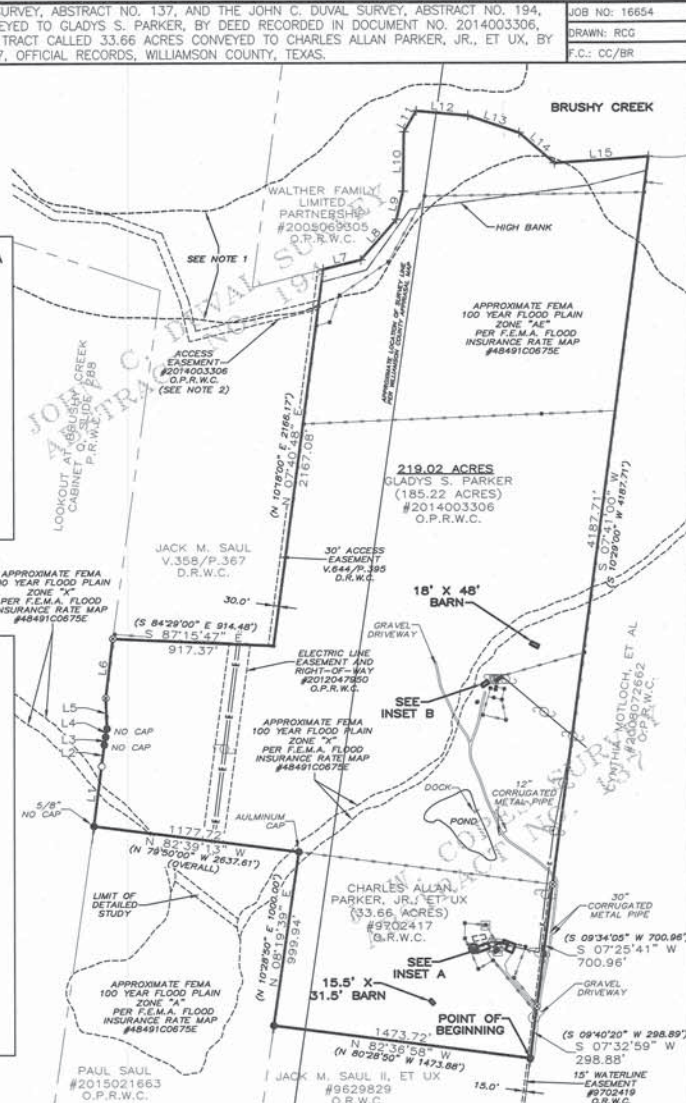 SURVEY, ABSTRACT NO. 137, AND THE JOHN C. DUVAL SURVEY, ABSTRACT NO. 194,
EYED TO GLADYS S. PARKER, BY DEED RECORDED IN DOCUMENT NO. 2014003306,
TRACT CALLED 33.66 ACRES CONVEYED TO CHARLES ALLAN PARKER, JR., ET UX, BY
7, OFFICIAL RECORDS, WILLIAMSON COUNTY, TEXAS.
JOB NO: 16654
DRAWN: RCG
F.C.: CC/BR
BRUSHY CREEK
L11
L12
L13
L14
L15
L10
L9
L8
L7
WALTHER FAMILY
LIMITED
PARTNERSHIP
#2005069305
O.P.R.W.C.
HIGH BANK
SEE NOTE 1
JOHN C. DUVAL SURVEY
ABSTRACT NO. 194
APPROXIMATE LOCATION OF SURVEY LINE
PER WILLIAMSON COUNTY APPRAISAL MAP
APPROXIMATE FEMA
100 YEAR FLOOD PLAIN
ZONE "AE"
PER F.E.M.A. FLOOD
INSURANCE RATE MAP
#48491C0675E
ACCESS
EASEMENT
#2014003306
O.P.R.W.C.
(SEE NOTE 2)
LOOKOUT AT BRUSHY CREEK
CABINET Q, SLIDE 288
P.R.W.C.
(N 10°18'00" E 2166.17')
N 07°40'48" E
2167.08'
219.02 ACRES
GLADYS S. PARKER
(185.22 ACRES)
#2014003306
O.P.R.W.C.
4187.71'
S 07°41'00" W
(S 10°29'00" W 4187.71')
JACK M. SAUL
V.358/P.367
D.R.W.C.
30' ACCESS
EASEMENT
V.644/P.395
D.R.W.C.
30.0'
APPROXIMATE FEMA
00 YEAR FLOOD PLAIN
ZONE "X"
PER F.E.M.A. FLOOD
INSURANCE RATE MAP
#48491C0675E
18' X 48'
BARN
(S 84°29'00" E 914.48')
S 87°15'47" E
917.37'
GRAVEL
DRIVEWAY
ELECTRIC LINE
EASEMENT AND
RIGHT-OF-WAY
#2012047950
O.P.R.W.C.
L6
L5
L4
L3
L2
L1
NO CAP
NO CAP
SEE
INSET B
APPROXIMATE FEMA
100 YEAR FLOOD PLAIN
ZONE "X"
PER F.E.M.A. FLOOD
INSURANCE RATE MAP
#48491C0675E
CYNTHIA MOTLOCH, ET AL
#2008072662
O.P.R.W.C.
DOCK
POND
12"
CORRUGATED
METAL PIPE
5/8"
NO CAP
AULMINUM
CAP
1177.72'
N 82°39'13" W
(N 79°50'00" W 2637.61')
(OVERALL)
LIMIT OF
DETAILED
STUDY
(N 10°28'50" E 1000.00')
N 08°19'39" E
999.94'
CHARLES ALLAN
PARKER, JR., ET UX
(33.66 ACRES)
#9702417
O.R.W.C.
30"
CORRUGATED
METAL PIPE
(S 09°34'05" W 700.96')
S 07°25'41" W
700.96'
SEE
INSET A
GRAVEL
DRIVEWAY
15.5' X
31.5' BARN
POINT OF
BEGINNING
APPROXIMATE FEMA
100 YEAR FLOOD PLAIN
ZONE "A"
PER F.E.M.A. FLOOD
INSURANCE RATE MAP
#48491C0675E
(S 09°40'20" W 298.89')
S 07°32'59" W
298.88'
1473.72'
N 82°36'58" W
(N 80°28'50" W 1473.88')
15' WATERLINE
EASEMENT
#9702419
O.R.W.C.
15.0'
PAUL SAUL
#2015021663
O.P.R.W.C.
JACK M. SAUL II, ET UX
#9629829
O.R.W.C.